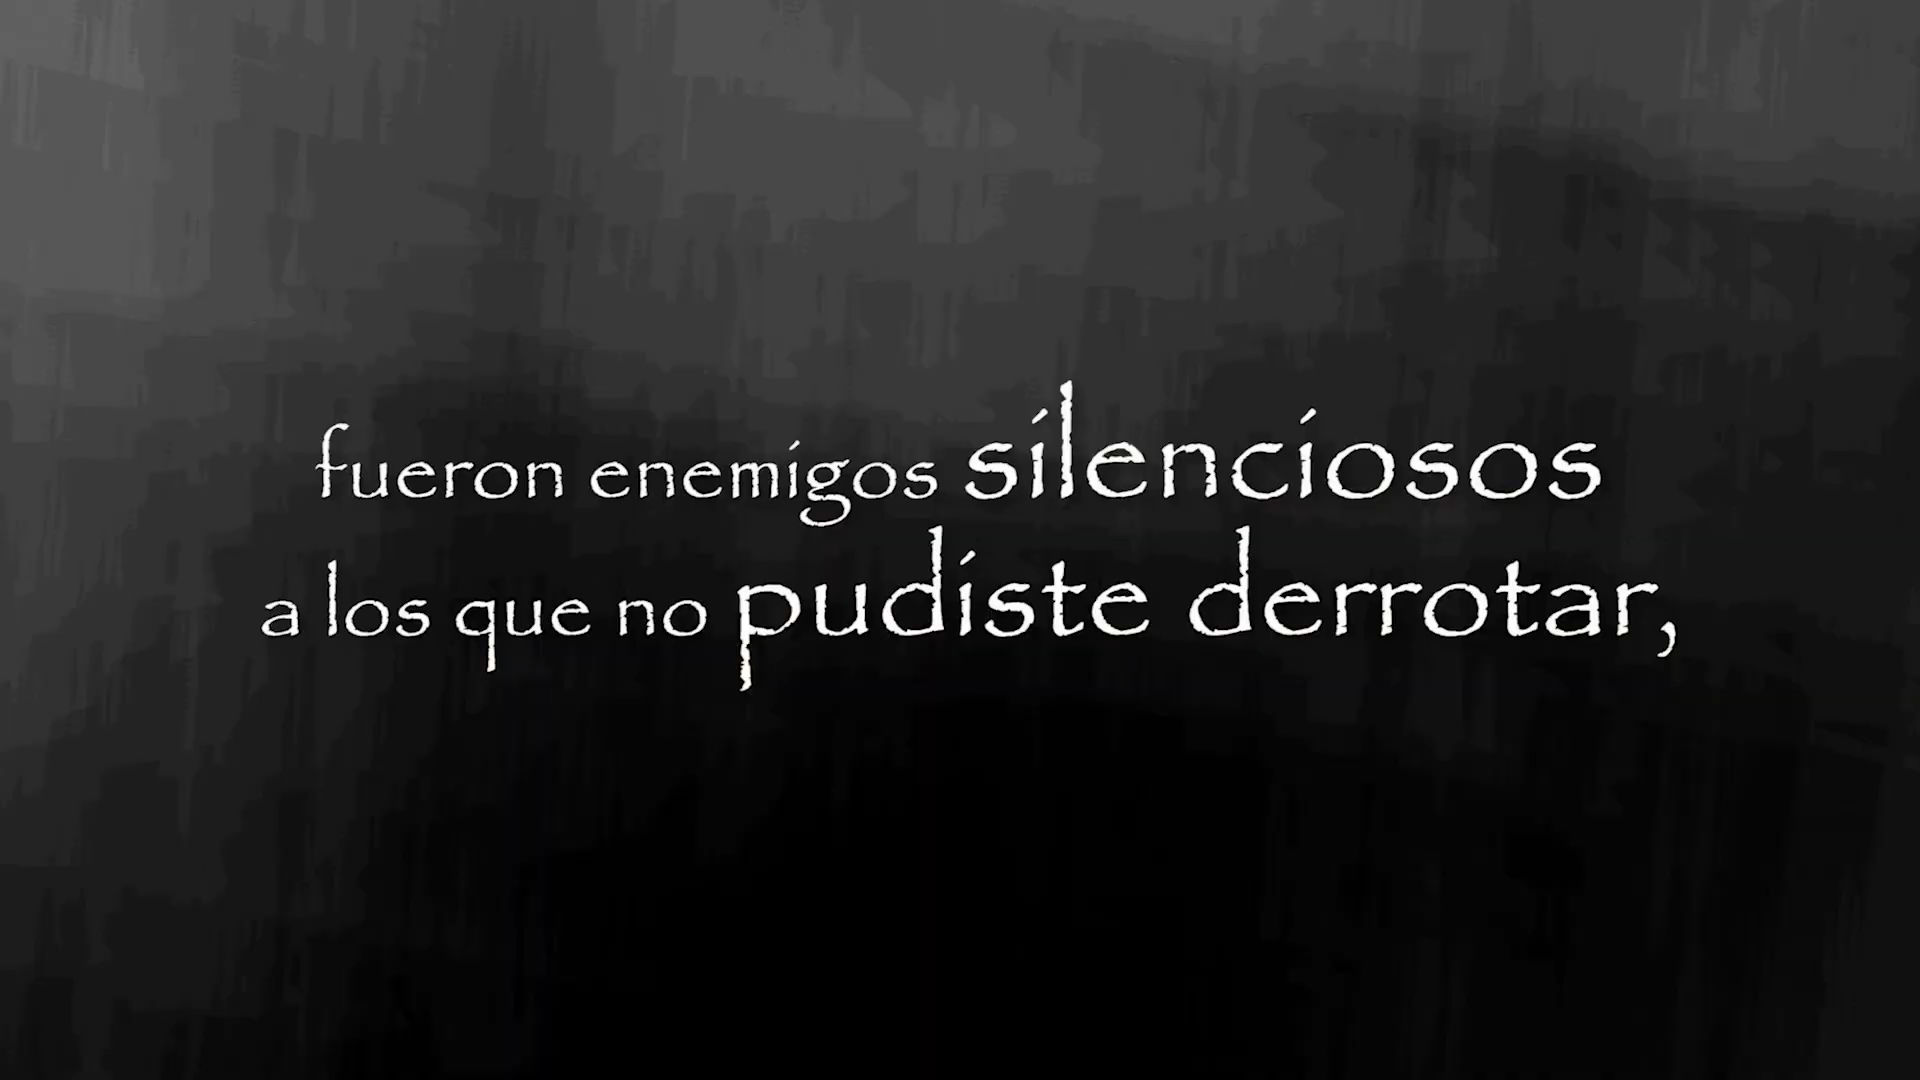 fueron enemigos silenciosos
a los que no pudiste derrotar,